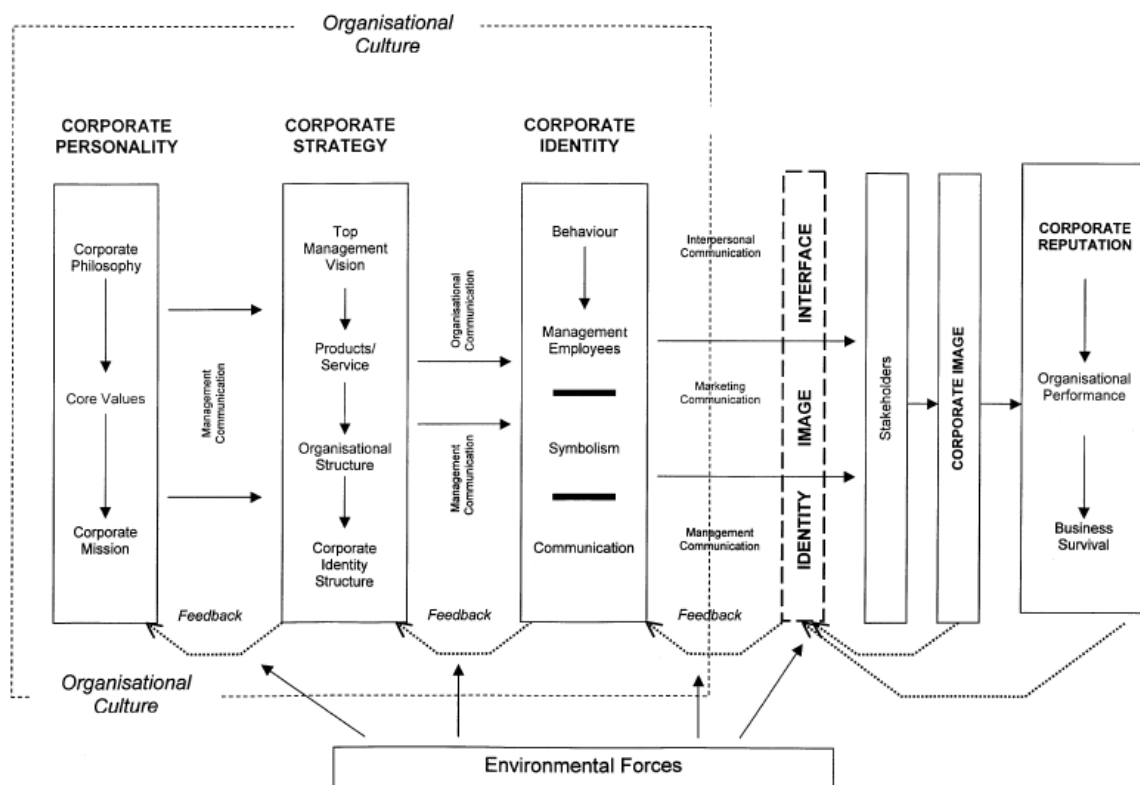 Organisational
Culture
CORPORATE
PERSONALITY
Corporate
Philosophy
Core Values
Corporate
Mission
Management
Communication
CORPORATE
STRATEGY
Top
Management
Vision
Products/
Service
Organisational
Structure
Corporate
Identity
Structure
Organisational
Communication
Management
Communication
CORPORATE
IDENTITY
Behaviour
Management
Employees
Symbolism
Communication
Interpersonal
Communication
Marketing
Communication
Management
Communication
IDENTITY IMAGE INTERFACE
Stakeholders
CORPORATE IMAGE
CORPORATE
REPUTATION
Organisational
Performance
Business
Survival
Feedback
Feedback
Feedback
Organisational
Culture
Environmental Forces